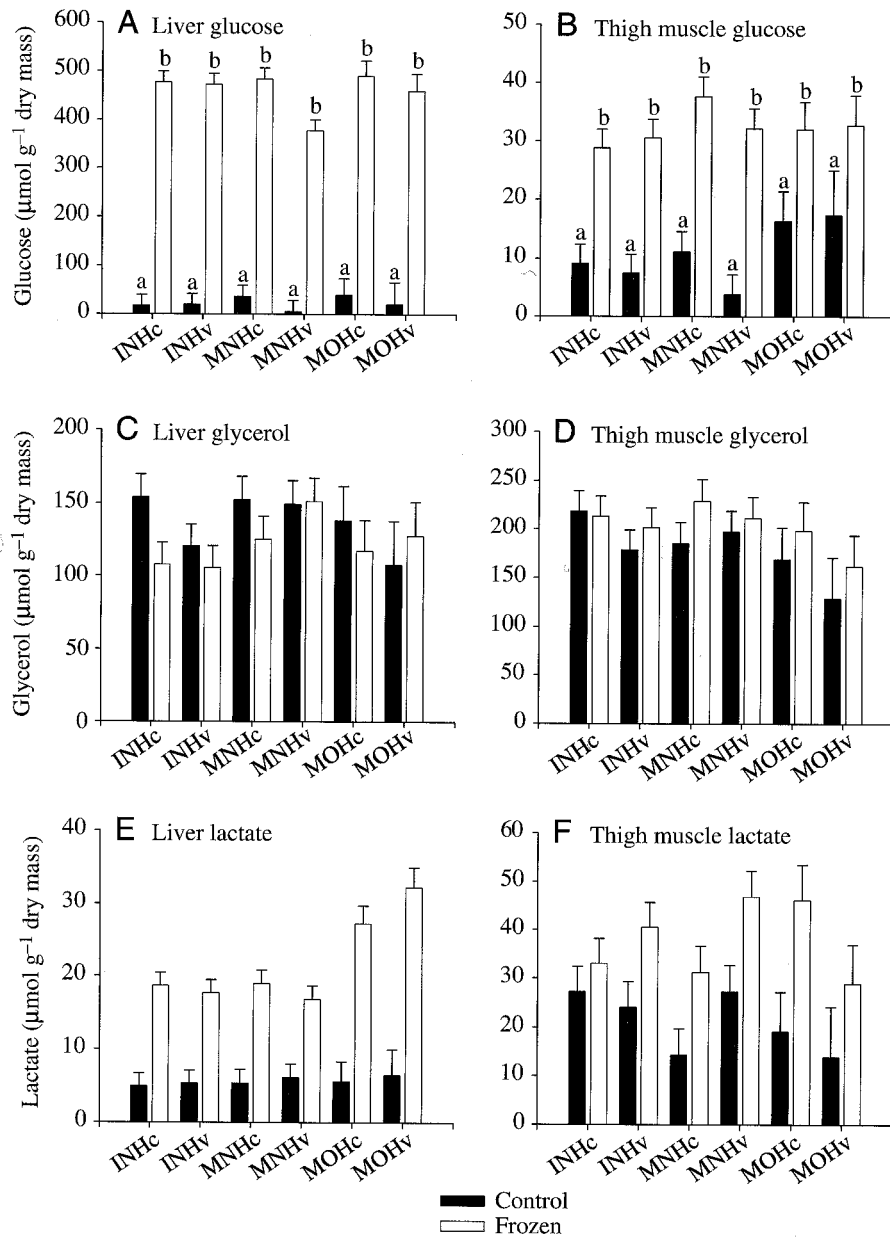 A Liver glucose
Glucose (µmol g⁻¹ dry mass)
600
500
400
300
200
100
0
a b a b a b a b a b a b
INHc INHv MNHc MNHv MOHc MOHv
B Thigh muscle glucose
50
40
30
20
10
0
a b a b a b a b a b a b
INHc INHv MNHc MNHv MOHc MOHv
C Liver glycerol
Glycerol (µmol g⁻¹ dry mass)
200
150
100
50
0
INHc INHv MNHc MNHv MOHc MOHv
D Thigh muscle glycerol
300
250
200
150
100
50
0
INHc INHv MNHc MNHv MOHc MOHv
E Liver lactate
Lactate (µmol g⁻¹ dry mass)
40
30
20
10
0
INHc INHv MNHc MNHv MOHc MOHv
F Thigh muscle lactate
60
50
40
30
20
10
0
INHc INHv MNHc MNHv MOHc MOHv
Control
Frozen